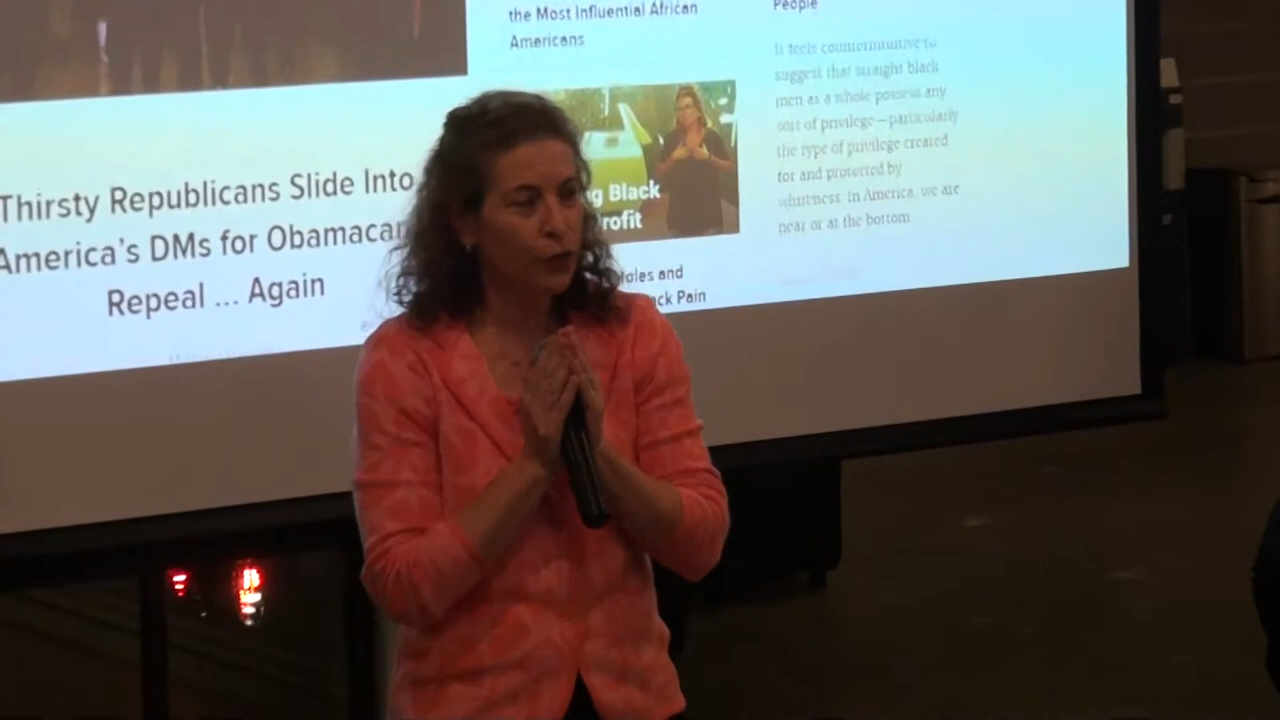 Thirsty Republicans Slide Into
America's DMs for Obamacar
Repeal ... Again
the Most Influential African
Americans
g Black
rofit
toles and
ck Pain
People
It feels counterintuitive to
suggest that straight black
men as a whole possess any
sort of privilege—particularly
the type of privilege created
for and protected by
whiteness. In America, we are
near or at the bottom